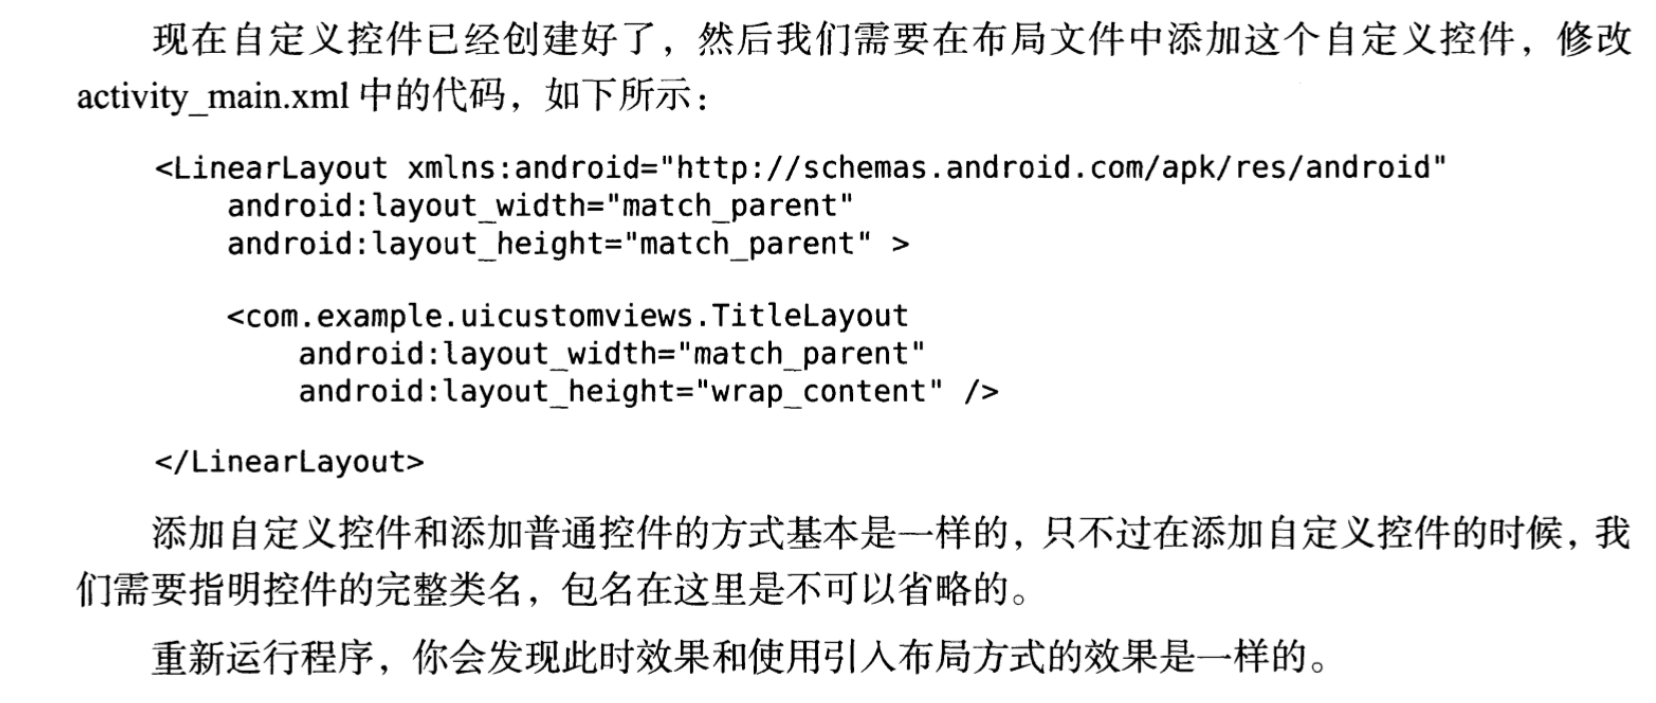 现在自定义控件已经创建好了，然后我们需要在布局文件中添加这个自定义控件，修改
activity_main.xml 中的代码，如下所示：
<LinearLayout xmlns:android="http://schemas.android.com/apk/res/android"
    android:layout_width="match_parent"
    android:layout_height="match_parent" >
    <com.example.uicustomviews.TitleLayout
        android:layout_width="match_parent"
        android:layout_height="wrap_content" />
</LinearLayout>
添加自定义控件和添加普通控件的方式基本是一样的，只不过在添加自定义控件的时候，我
们需要指明控件的完整类名，包名在这里是不可以省略的。
重新运行程序，你会发现此时效果和使用引入布局方式的效果是一样的。